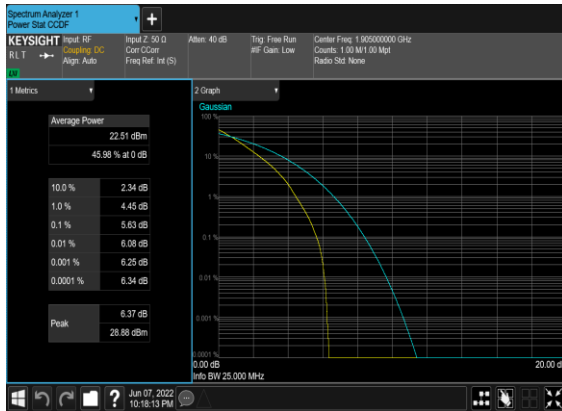 Spectrum Analyzer 1
Power Stat CCDF
KEYSIGHT
R L T
Input: RF
Coupling: DC
Align: Auto
Input Z: 50 Ω
Corr CCorr
Freq Ref: Int (S)
Atten: 40 dB
Trig: Free Run
#IF Gain: Low
Center Freq: 1.905000000 GHz
Counts: 1.00 M/1.00 Mpt
Radio Std: None
1 Metrics
Average Power
22.51 dBm
45.98 % at 0 dB
10.0 % 2.34 dB
1.0 % 4.45 dB
0.1 % 5.63 dB
0.01 % 6.08 dB
0.001 % 6.25 dB
0.0001 % 6.34 dB
Peak
6.37 dB
28.88 dBm
2 Graph
Gaussian
100 %
10 %
1 %
0.1 %
0.01 %
0.001 %
0.0001 %
0.00 dB
20.00 d
Info BW 25.000 MHz
Jun 07, 2022
10:18:13 PM